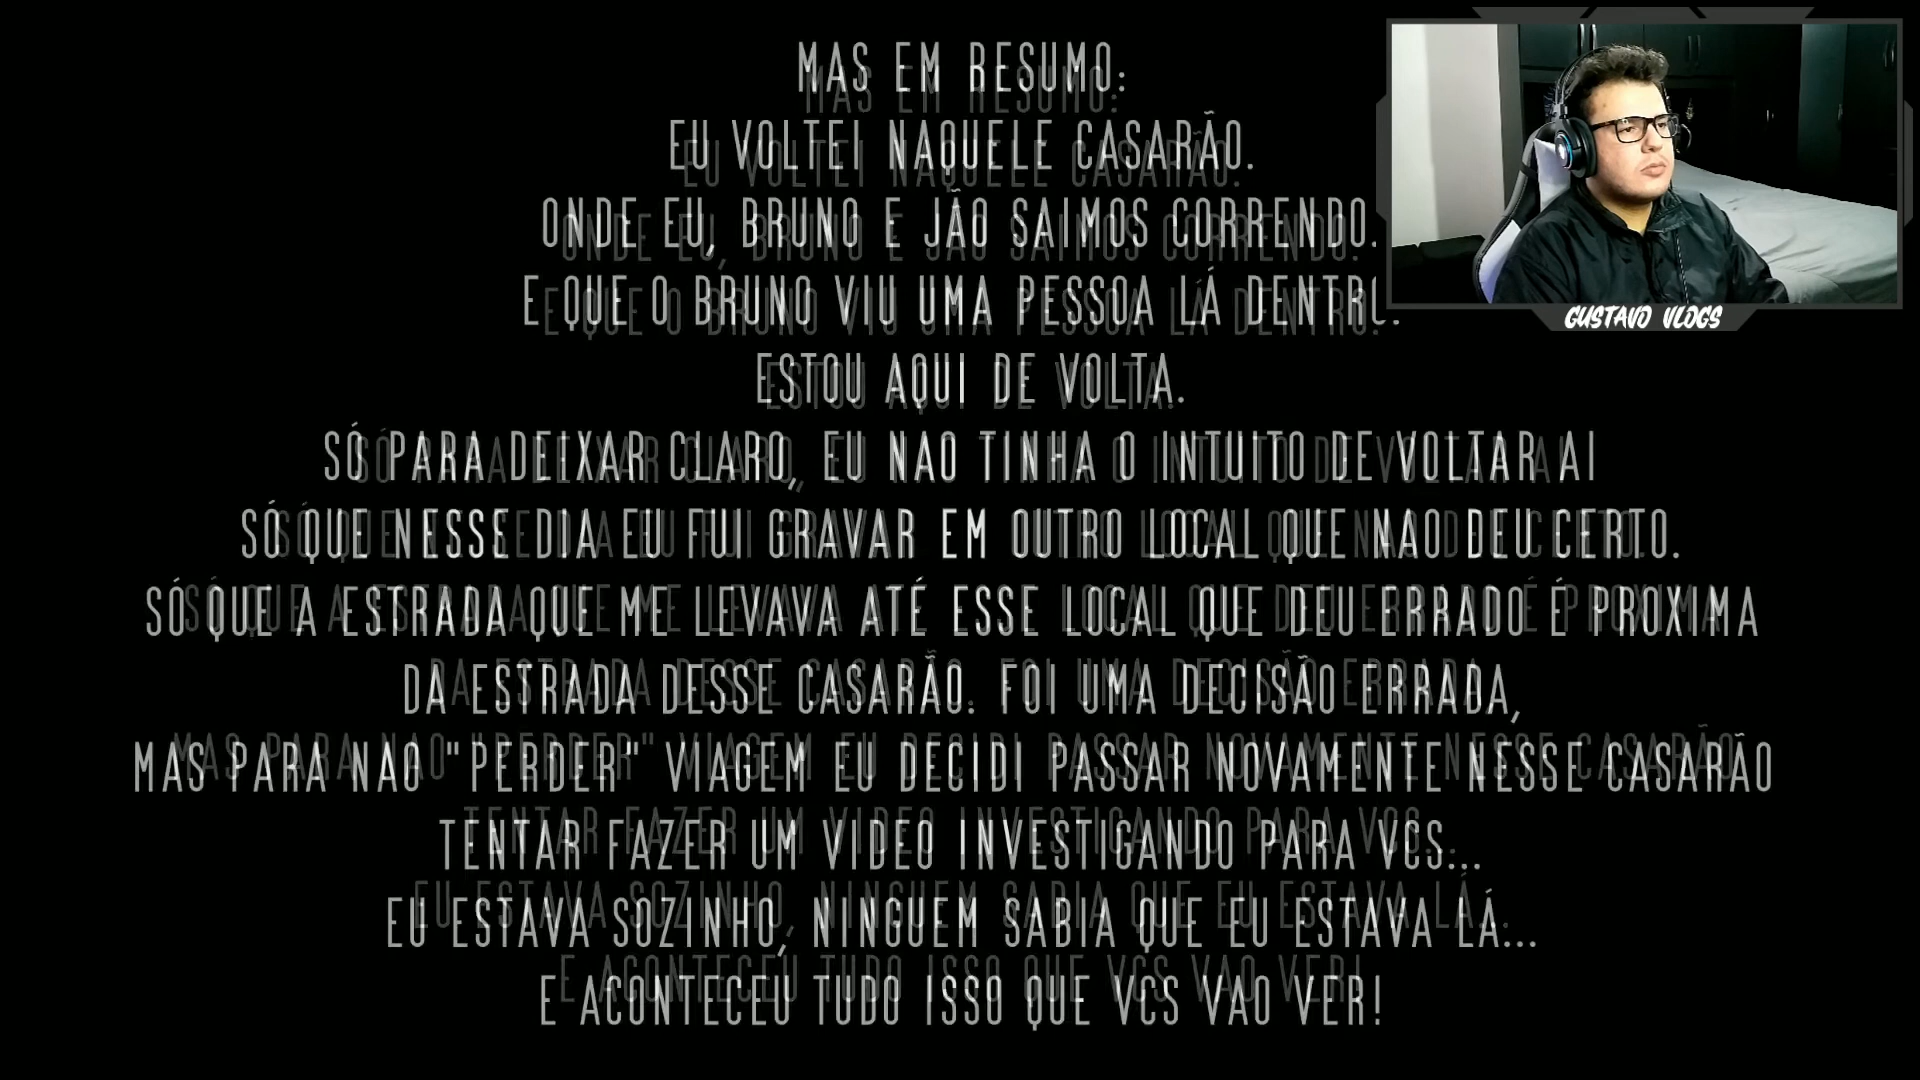 MAS EM RESUMO:
EU VOLTEI NAQUELE CASARÃO.
ONDE EU, BRUNO E JÃO SAIMOS CORRENDO.
E QUE O BRUNO VIU UMA PESSOA LÁ DENTRO.
ESTOU AQUI DE VOLTA.
SÓ PARA DEIXAR CLARO, EU NAO TINHA O INTUITO DE VOLTAR AI
SÓ QUE NESSE DIA EU FUI GRAVAR EM OUTRO LOCAL QUE NAO DEU CERTO.
SÓ QUE A ESTRADA QUE ME LEVAVA ATÉ ESSE LOCAL QUE DEU ERRADO É PROXIMA
DA ESTRADA DESSE CASARÃO. FOI UMA DECISÃO ERRADA,
MAS PARA NAO "PERDER" VIAGEM EU DECIDI PASSAR NOVAMENTE NESSE CASARÃO
TENTAR FAZER UM VIDEO INVESTIGANDO PARA VCS...
EU ESTAVA SOZINHO, NINGUEM SABIA QUE EU ESTAVA LÁ...
E ACONTECEU TUDO ISSO QUE VCS VAO VER!
GUSTAVO VLOGS